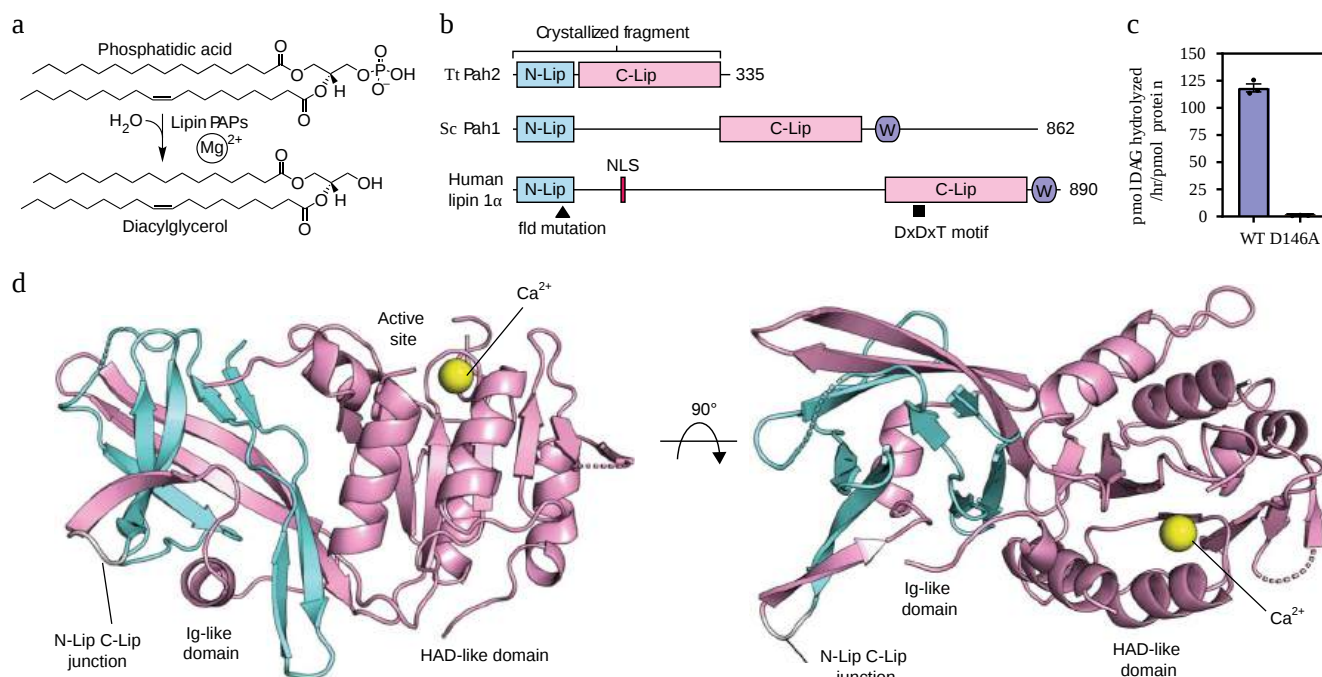 a
Phosphatidic acid
O
O
O
O
P
OH
O
O⁻
H
O
H₂O
Lipin PAPs
Mg²⁺
O
O
OH
O
H
O
Diacylglycerol
b
Crystallized fragment
Tt Pah2
N-Lip
C-Lip
335
Sc Pah1
N-Lip
C-Lip
W
862
NLS
Human
lipin 1α
N-Lip
C-Lip
W
890
fld mutation
DxDxT motif
c
pmol DAG hydrolyzed
/hr/pmol protein
150
125
100
75
50
25
0
WT D146A
d
Ca²⁺
Active
site
N-Lip C-Lip
junction
Ig-like
domain
HAD-like domain
90°
Ig-like
domain
Ca²⁺
N-Lip C-Lip
junction
HAD-like
domain